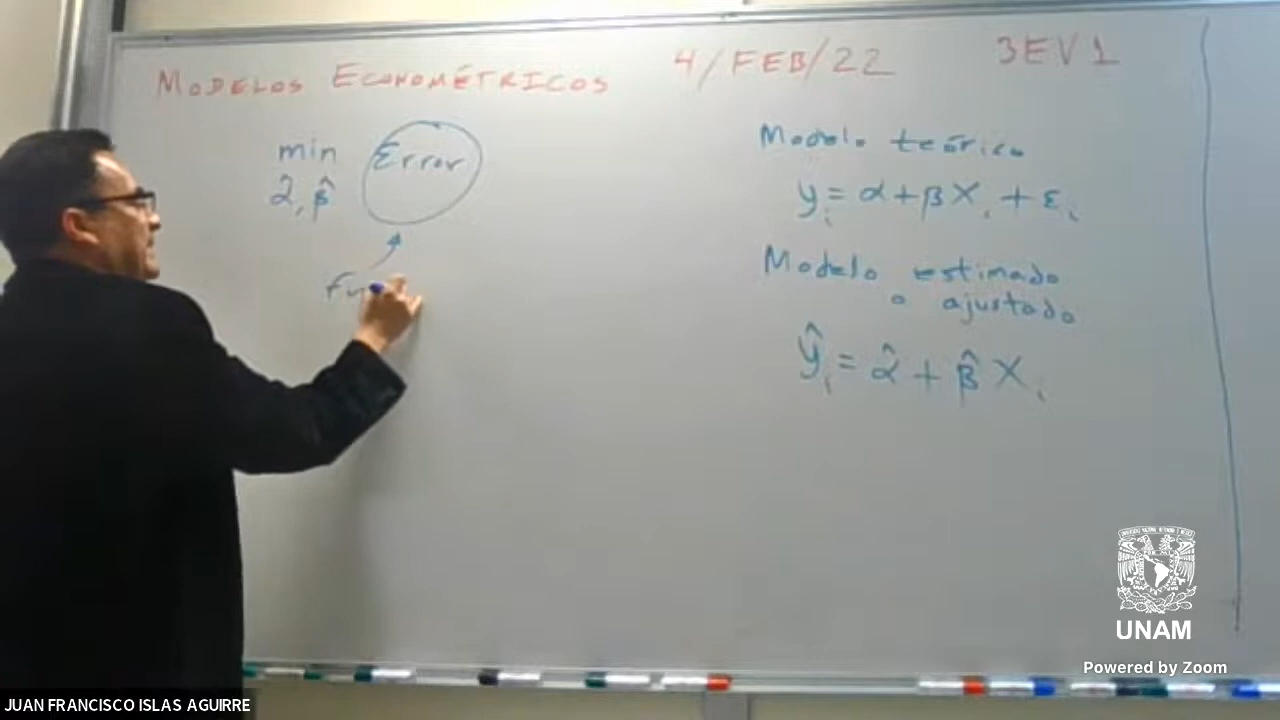 MODELOS ECONOMÉTRICOS 4/FEB/22 3EV1
min Error
α̂, β̂
Modelo teórico
yᵢ = α + βXᵢ + εᵢ
Modelo estimado
o ajustado
ŷᵢ = α̂ + β̂Xᵢ
UNAM
Powered by Zoom
JUAN FRANCISCO ISLAS AGUIRRE